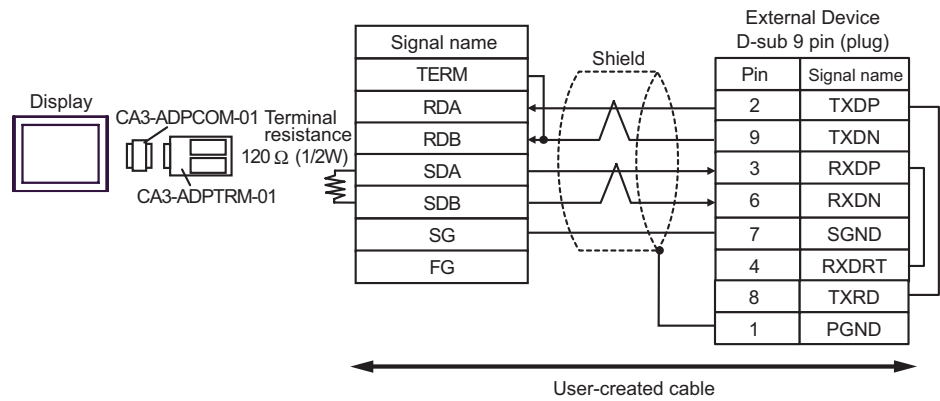 Display
CA3-ADPCOM-01
CA3-ADPTRM-01
Terminal
resistance
120 Ω (1/2W)
Signal name
TERM
RDA
RDB
SDA
SDB
SG
FG
Shield
External Device
D-sub 9 pin (plug)
Pin Signal name
2 TXDP
9 TXDN
3 RXDP
6 RXDN
7 SGND
4 RXDRT
8 TXRD
1 PGND
User-created cable